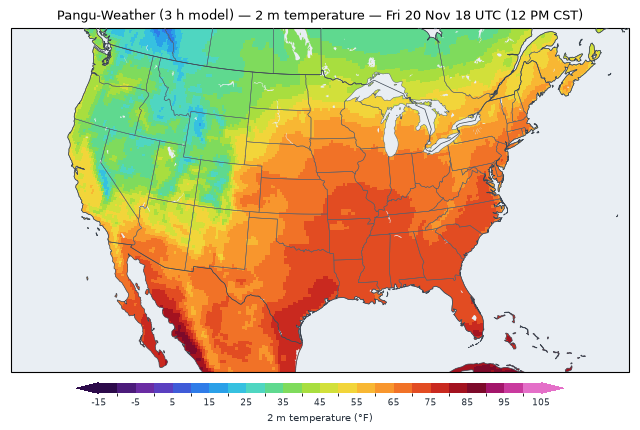 Pangu-Weather (3 h model) — 2 m temperature — Fri 20 Nov 18 UTC (12 PM CST)
-15 -5 5 15 25 35 45 55 65 75 85 95 105
2 m temperature (°F)